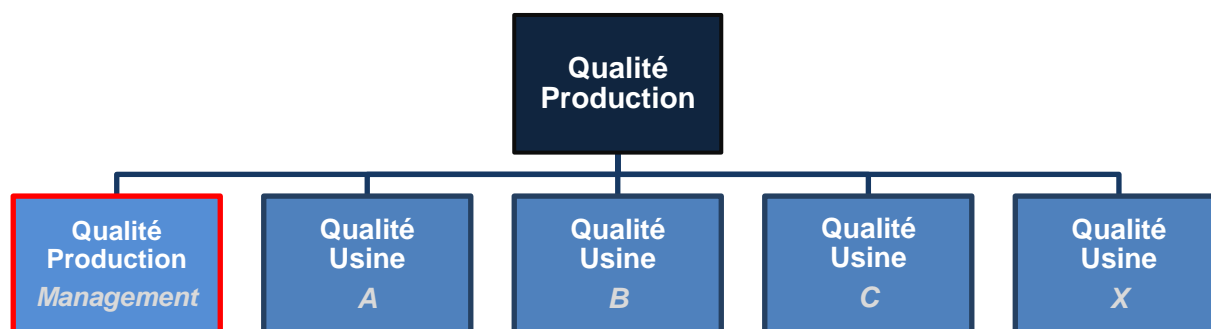 Qualité
Production
Qualité
Production
Management
Qualité
Usine
A
Qualité
Usine
B
Qualité
Usine
C
Qualité
Usine
X